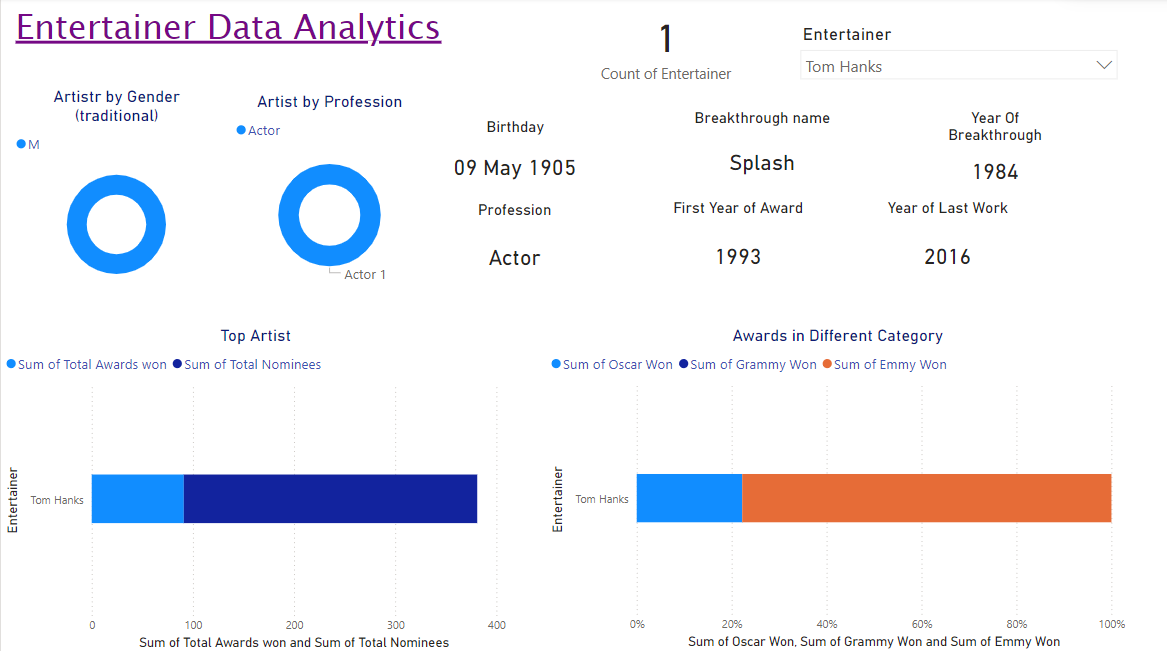 Entertainer Data Analytics
1
Count of Entertainer
Entertainer
Tom Hanks
Artistr by Gender
(traditional)
M
Artist by Profession
Actor
Actor 1
Birthday
09 May 1905
Breakthrough name
Splash
Year Of
Breakthrough
1984
Profession
Actor
First Year of Award
1993
Year of Last Work
2016
Top Artist
Sum of Total Awards won Sum of Total Nominees
Entertainer
Tom Hanks
0 100 200 300 400
Sum of Total Awards won and Sum of Total Nominees
Awards in Different Category
Sum of Oscar Won Sum of Grammy Won Sum of Emmy Won
Entertainer
Tom Hanks
0% 20% 40% 60% 80% 100%
Sum of Oscar Won, Sum of Grammy Won and Sum of Emmy Won